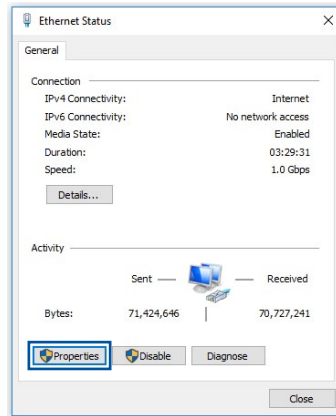 Ethernet Status
General
Connection
IPv4 Connectivity: Internet
IPv6 Connectivity: No network access
Media State: Enabled
Duration: 03:29:31
Speed: 1.0 Gbps
Details...
Activity
Sent Received
Bytes: 71,424,646 70,727,241
Properties Disable Diagnose
Close